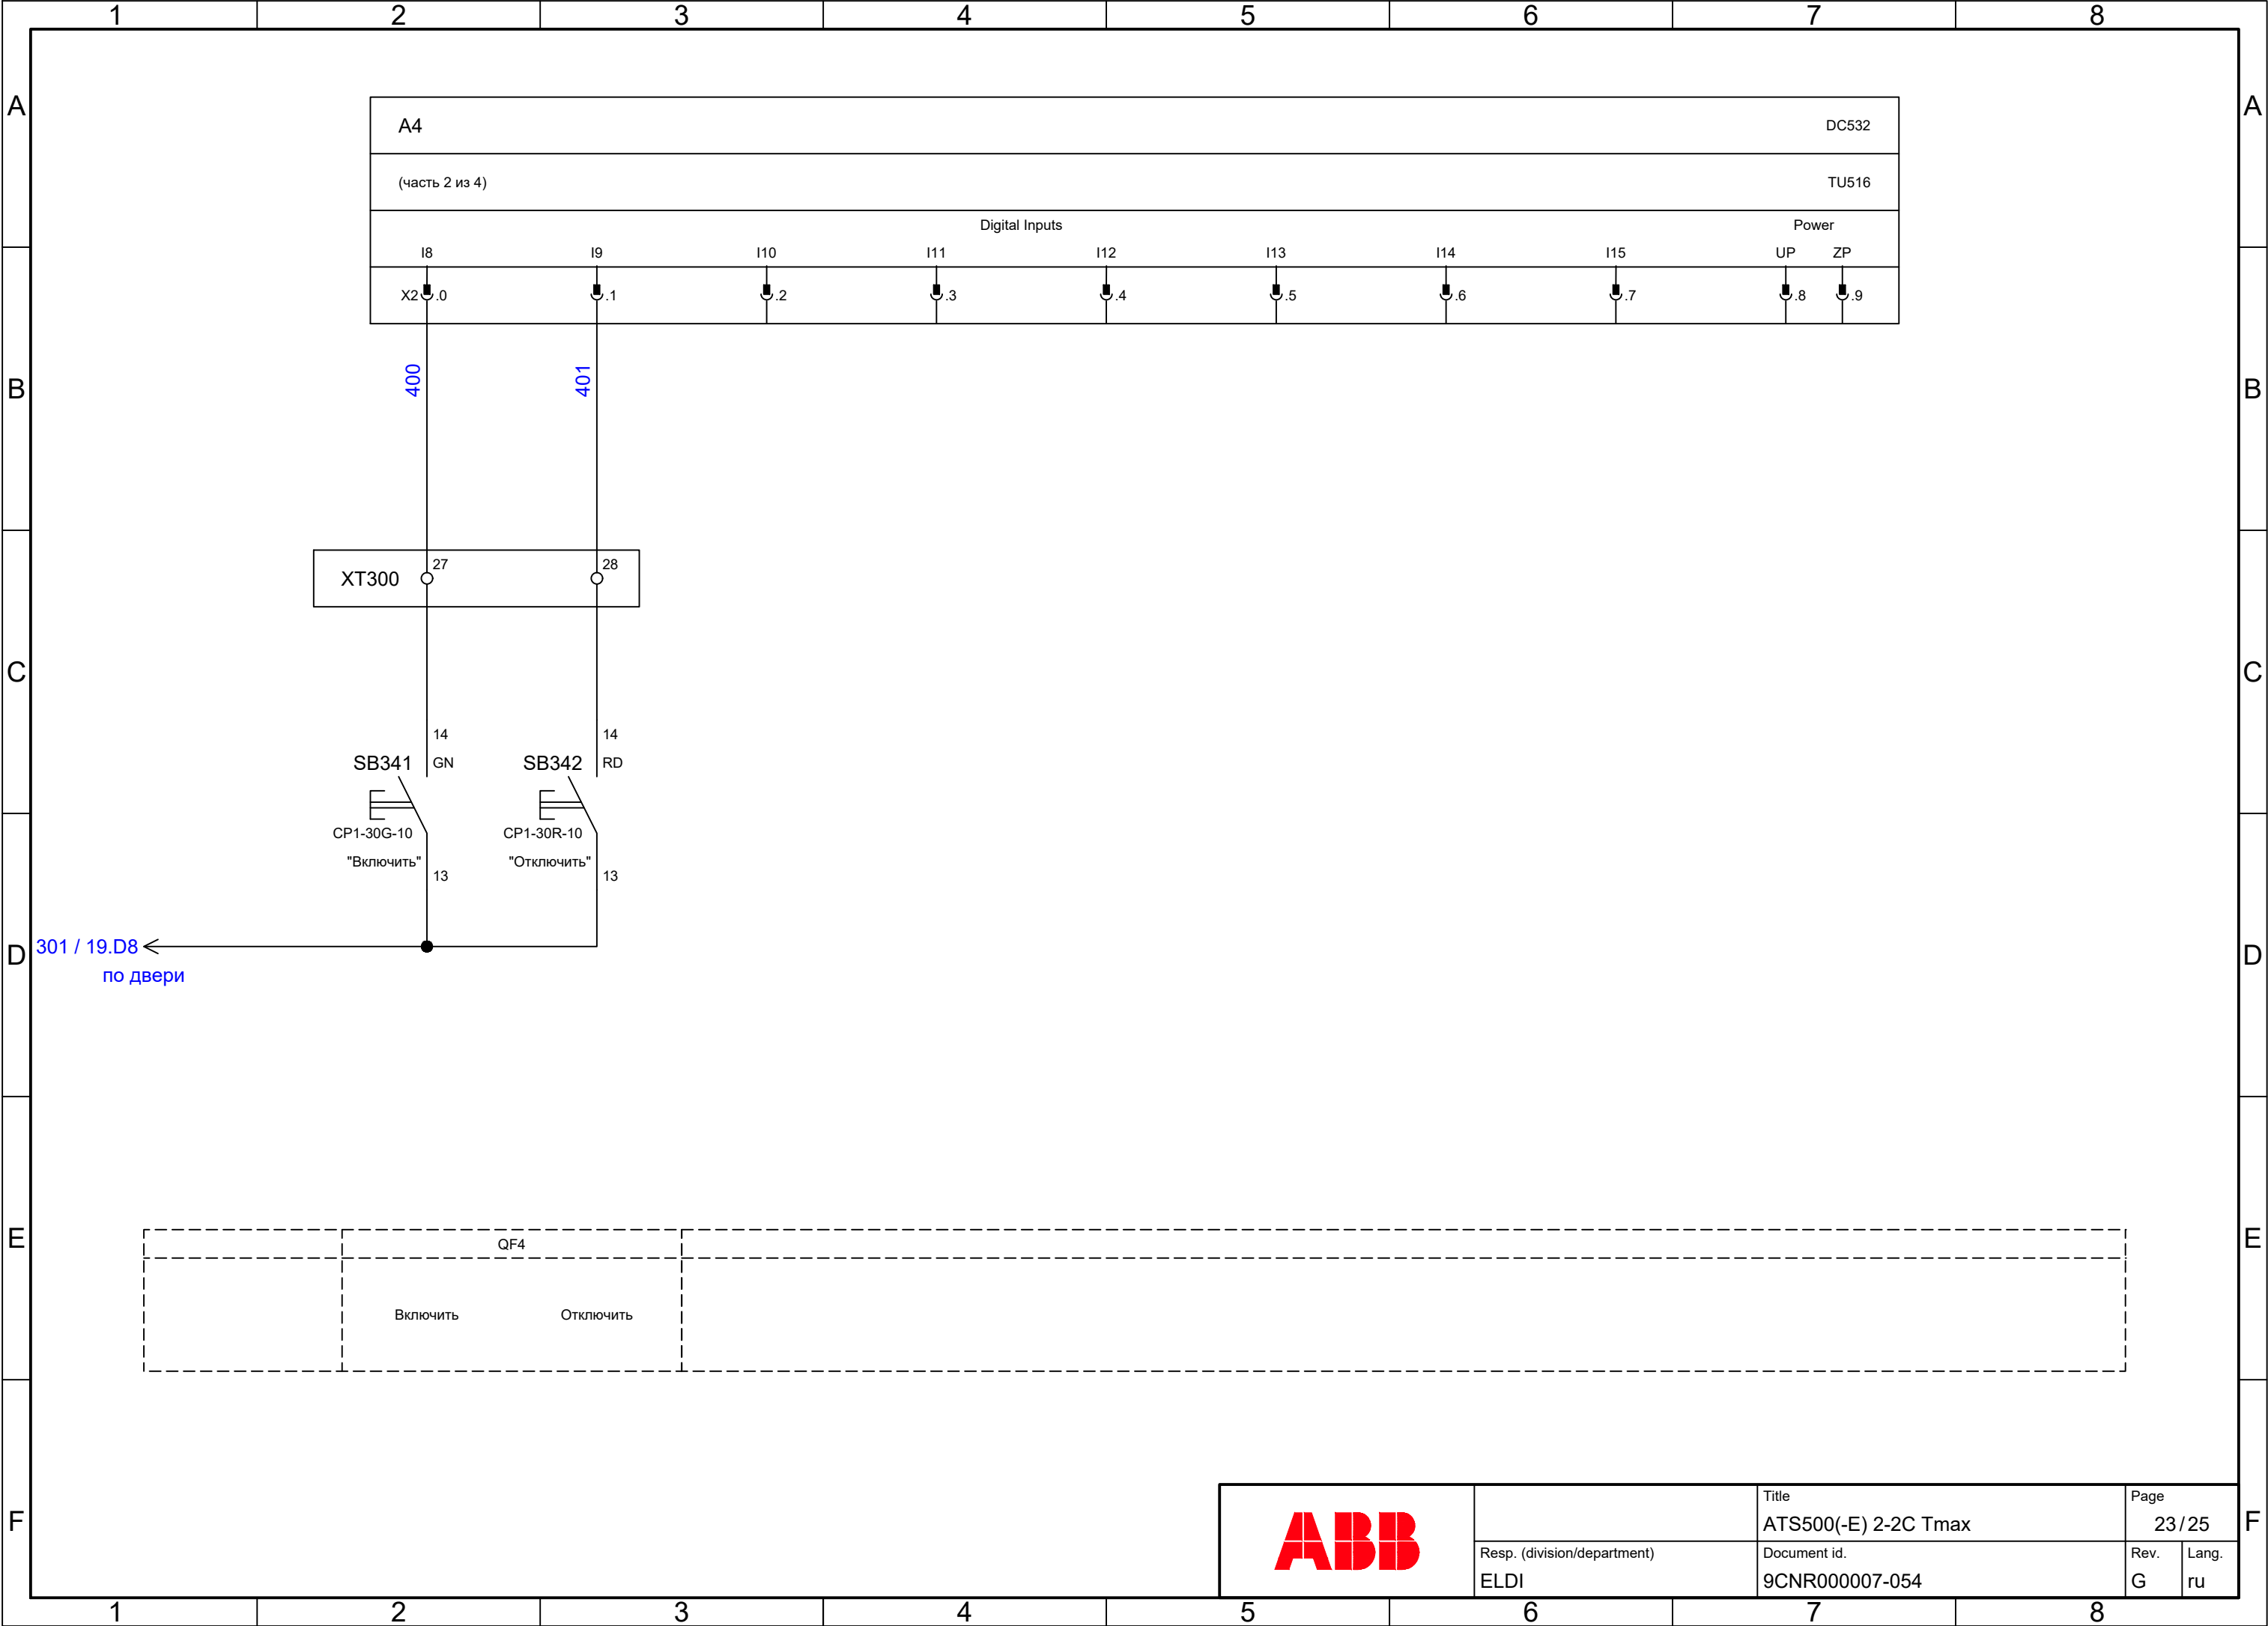 1 2 3 4 5 6 7 8
A A
A4 DC532
(часть 2 из 4) TU516
Digital Inputs Power
I8 I9 I10 I11 I12 I13 I14 I15 UP ZP
X2 .0 .1 .2 .3 .4 .5 .6 .7 .8 .9
400 401
B B
XT300 27 28
C C
14 14
SB341 GN SB342 RD
CP1-30G-10 CP1-30R-10
"Включить" "Отключить"
13 13
301 / 19.D8
D D
по двери
E E
QF4
Включить Отключить
ABB
Title
ATS500(-E) 2-2C Tmax
Page
23/25
F F
Resp. (division/department)
ELDI
Document id.
9CNR000007-054
Rev.
G
Lang.
ru
1 2 3 4 5 6 7 8